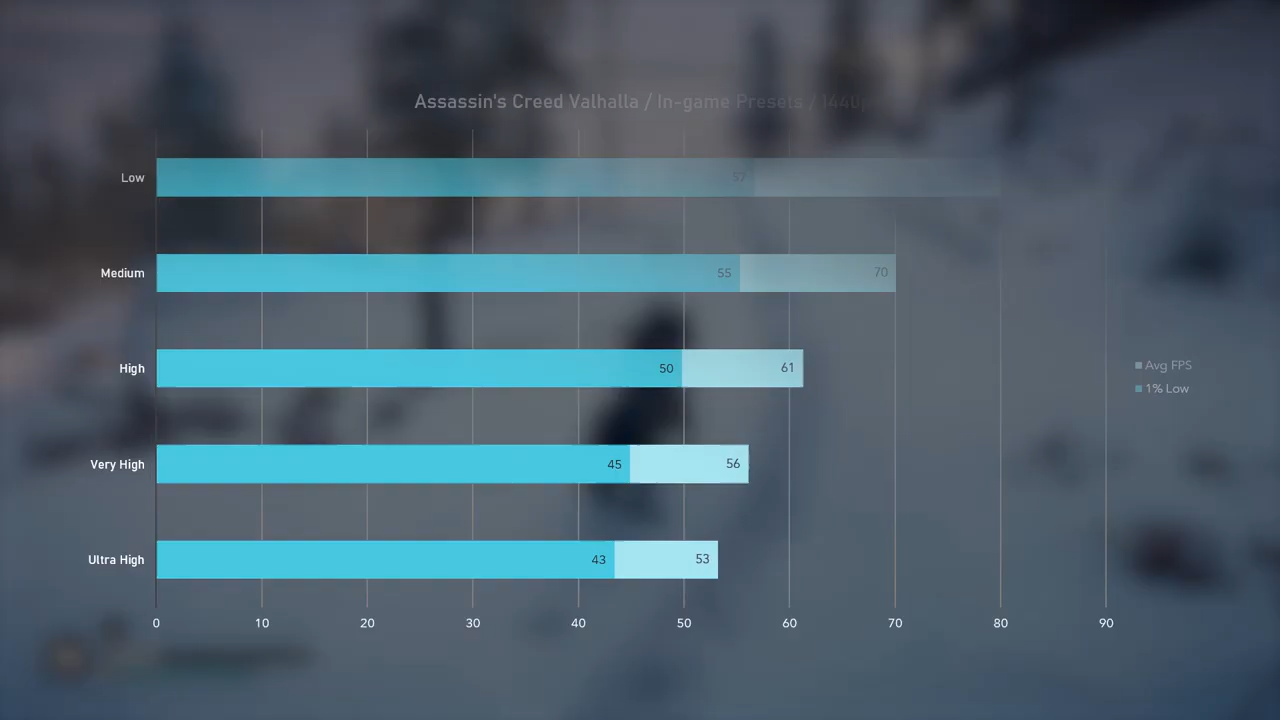 Assassin's Creed Valhalla / In-game Presets / 1440p
Low 57
Medium 55 70
High 50 61
Very High 45 56
Ultra High 43 53
Avg FPS
1% Low
0 10 20 30 40 50 60 70 80 90